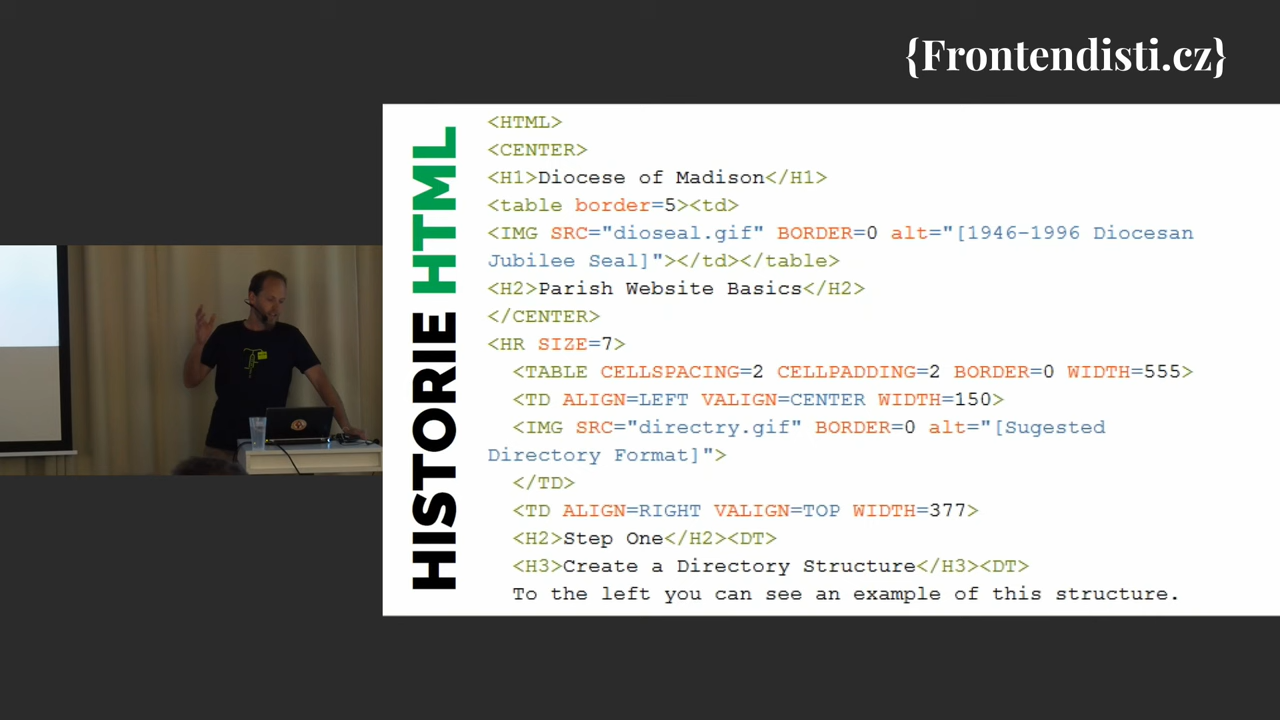 {Frontendisti.cz}
HISTORIE HTML
<HTML>
<CENTER>
<H1>Diocese of Madison</H1>
<table border=5><td>
<IMG SRC="dioseal.gif" BORDER=0 alt="[1946-1996 Diocesan
Jubilee Seal]"></td></table>
<H2>Parish Website Basics</H2>
</CENTER>
<HR SIZE=7>
<TABLE CELLSPACING=2 CELLPADDING=2 BORDER=0 WIDTH=555>
<TD ALIGN=LEFT VALIGN=CENTER WIDTH=150>
<IMG SRC="directry.gif" BORDER=0 alt="[Sugested
Directory Format]">
</TD>
<TD ALIGN=RIGHT VALIGN=TOP WIDTH=377>
<H2>Step One</H2><DT>
<H3>Create a Directory Structure</H3><DT>
To the left you can see an example of this structure.